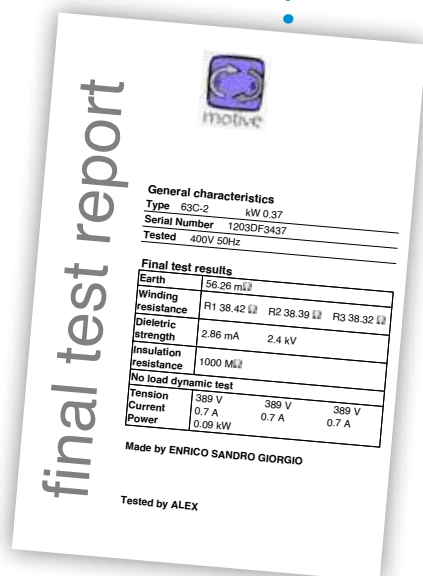 final test report
motive
General characteristics
Type 63C-2 kW 0.37
Serial Number 1203DF3437
Tested 400V 50Hz
Final test results
Earth 56.26 mΩ
Winding resistance R1 38.42 Ω R2 38.39 Ω R3 38.32 Ω
Dieletric strength 2.86 mA 2.4 kV
Insulation resistance 1000 MΩ
No load dynamic test
Tension 389 V 389 V 389 V
Current 0.7 A 0.7 A 0.7 A
Power 0.09 kW
Made by ENRICO SANDRO GIORGIO
Tested by ALEX